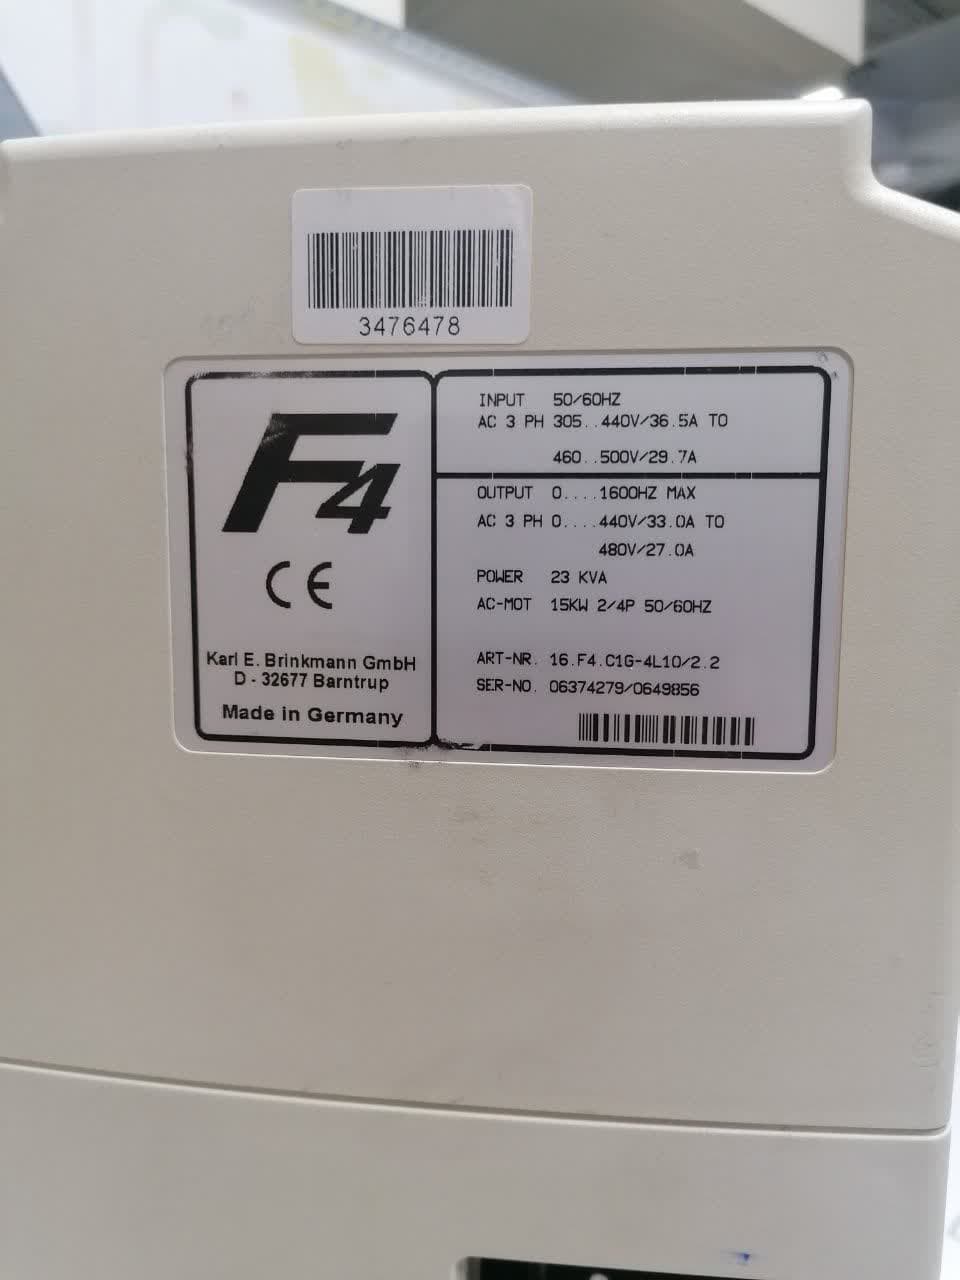 3476478
F4
CE
Karl E. Brinkmann GmbH
D - 32677 Barntrup
Made in Germany
INPUT 50/60HZ
AC 3 PH 305..440V/36.5A TO
460..500V/29.7A
OUTPUT 0....1600HZ MAX
AC 3 PH 0....440V/33.0A TO
480V/27.0A
POWER 23 KVA
AC-MOT 15KW 2/4P 50/60HZ
ART-NR. 16.F4.C1G-4L10/2.2
SER-NO. 06374279/0649856